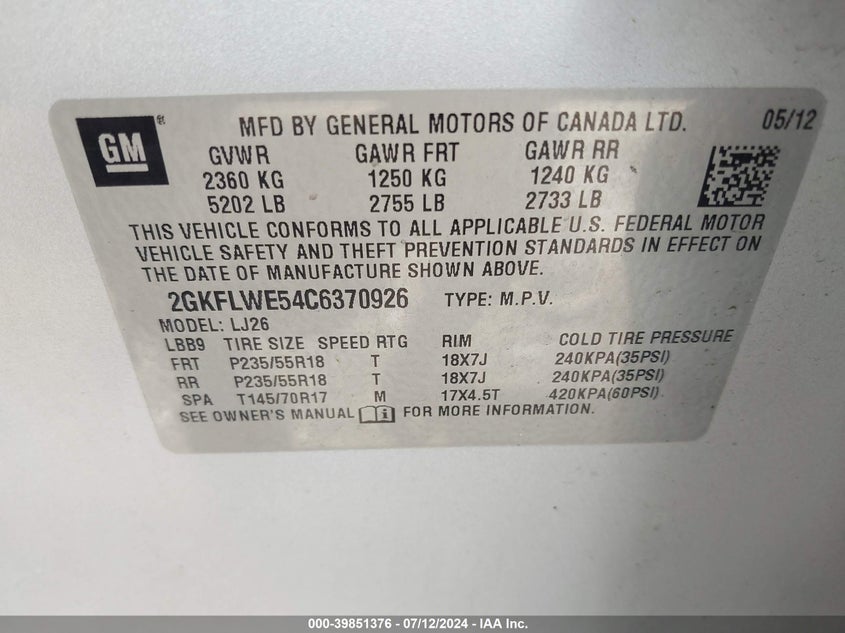 GM ® MFD BY GENERAL MOTORS OF CANADA LTD. 05/12
GVWR GAWR FRT GAWR RR
2360 KG 1250 KG 1240 KG
5202 LB 2755 LB 2733 LB
THIS VEHICLE CONFORMS TO ALL APPLICABLE U.S. FEDERAL MOTOR
VEHICLE SAFETY AND THEFT PREVENTION STANDARDS IN EFFECT ON
THE DATE OF MANUFACTURE SHOWN ABOVE.
2GKFLWE54C6370926 TYPE: M.P.V.
MODEL: LJ26
LBB9 TIRE SIZE SPEED RTG RIM COLD TIRE PRESSURE
FRT P235/55R18 T 18X7J 240KPA(35PSI)
RR P235/55R18 T 18X7J 240KPA(35PSI)
SPA T145/70R17 M 17X4.5T 420KPA(60PSI)
SEE OWNER'S MANUAL i FOR MORE INFORMATION.
000-39851376 - 07/12/2024 - IAA Inc.